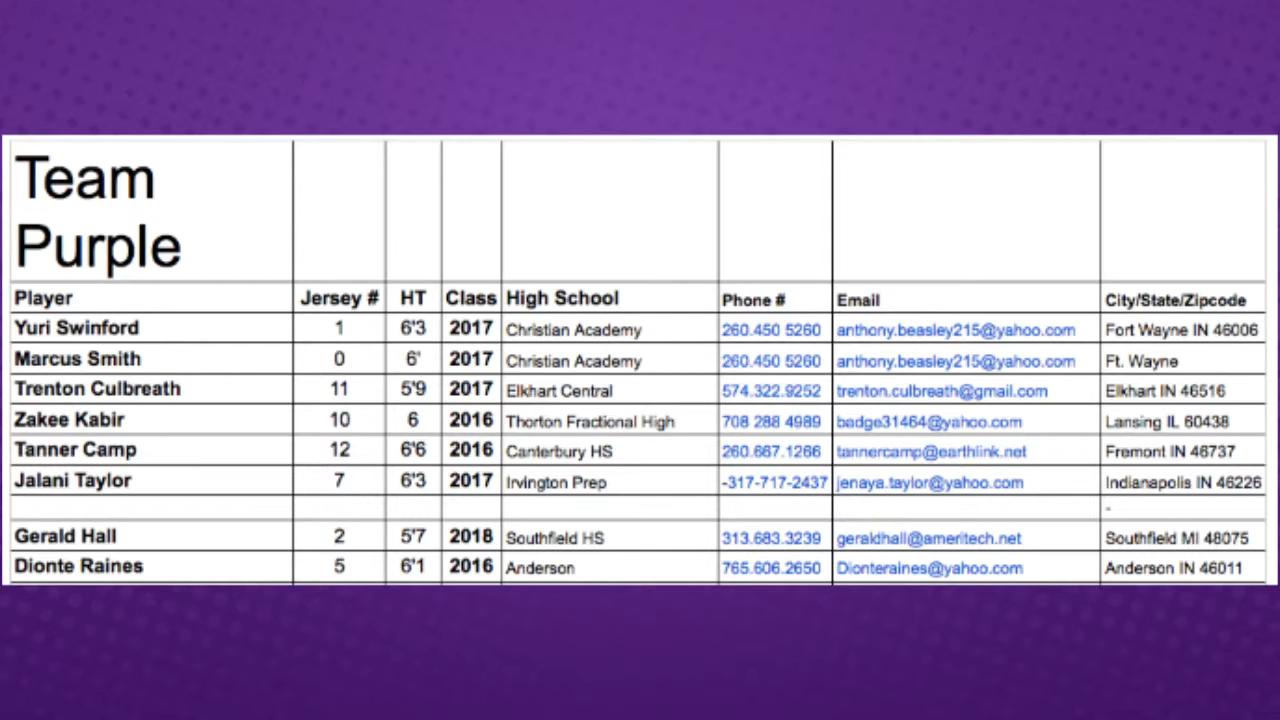 Team
Purple
Player Jersey # HT Class High School Phone # Email City/State/Zipcode
Yuri Swinford 1 6'3 2017 Christian Academy 260.450 5260 anthony.beasley215@yahoo.com Fort Wayne IN 46006
Marcus Smith 0 6' 2017 Christian Academy 260.450 5260 anthony.beasley215@yahoo.com Ft. Wayne
Trenton Culbreath 11 5'9 2017 Elkhart Central 574.322.9252 trenton.culbreath@gmail.com Elkhart IN 46516
Zakee Kabir 10 6 2016 Thorton Fractional High 708 288 4989 badge31464@yahoo.com Lansing IL 60438
Tanner Camp 12 6'6 2016 Canterbury HS 260.667.1266 tannercamp@earthlink.net Fremont IN 46737
Jalani Taylor 7 6'3 2017 Irvington Prep -317-717-2437 jenaya.taylor@yahoo.com Indianapolis IN 46226
-
Gerald Hall 2 5'7 2018 Southfield HS 313.683.3239 geraldhall@ameritech.net Southfield MI 48075
Dionte Raines 5 6'1 2016 Anderson 765.606.2650 Dionteraines@yahoo.com Anderson IN 46011